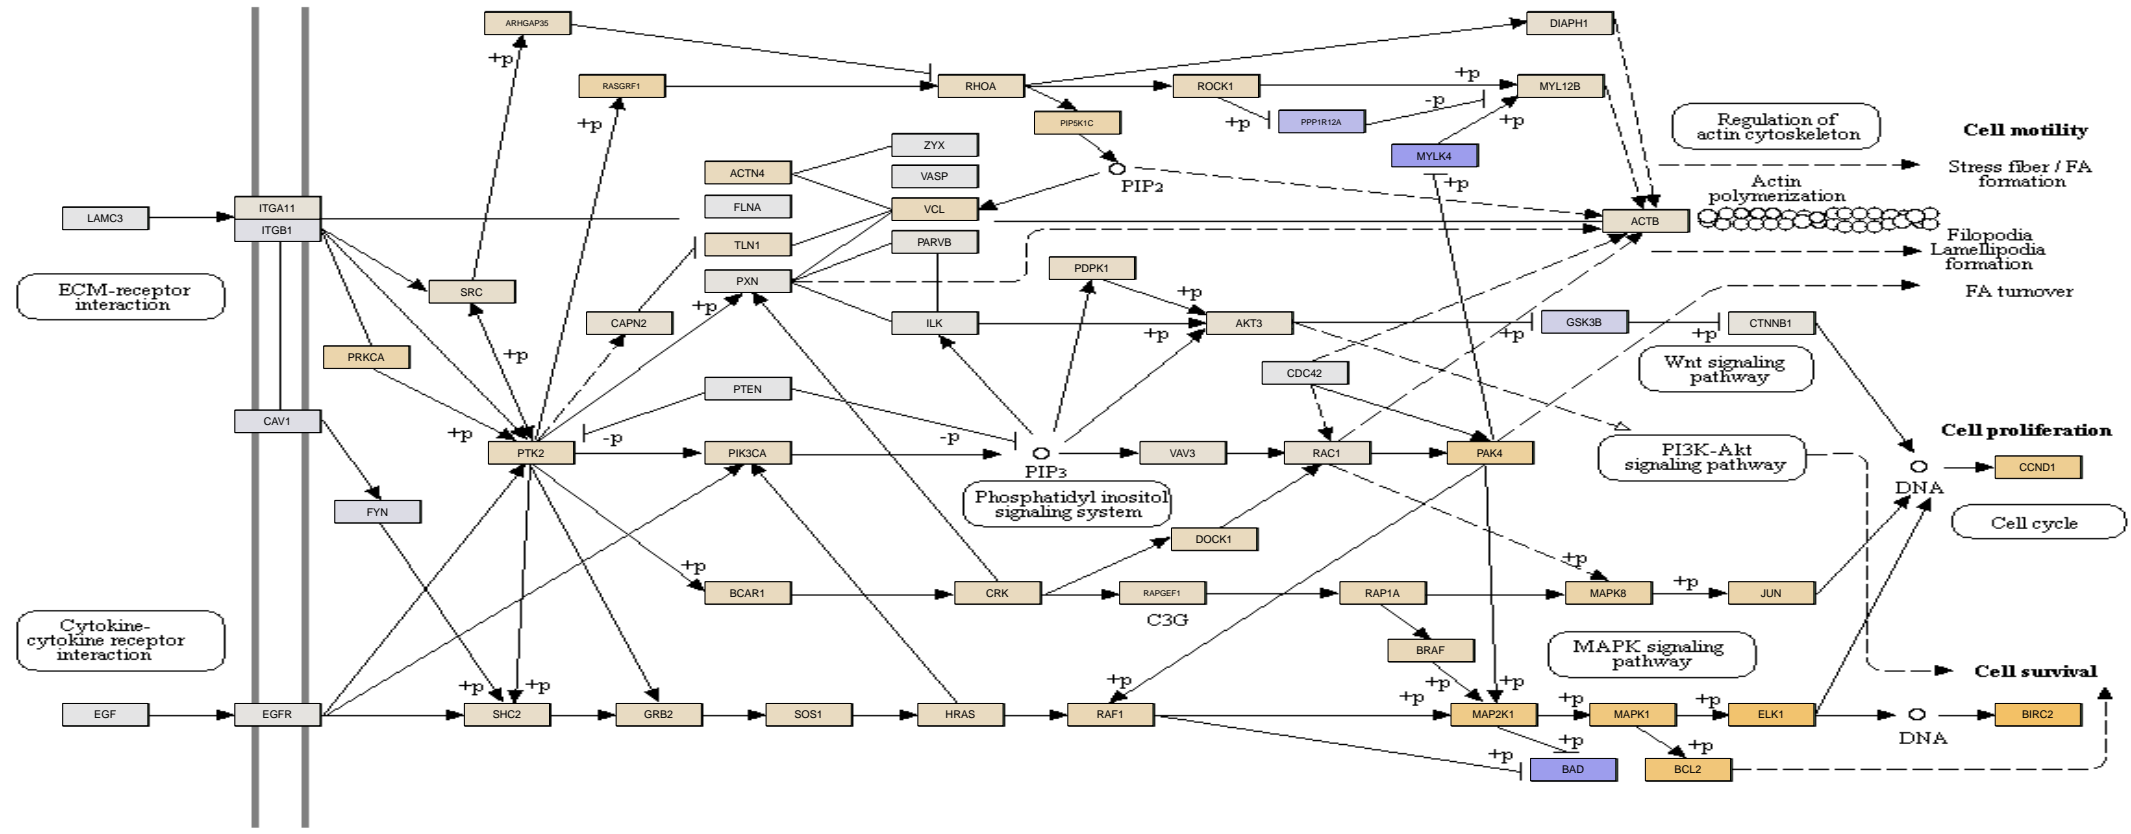 ARHGAP35
DIAPH1
+p
RASGRF1
RHOA
ROCK1
+p
MYL12B
+p
PIP5K1C
+p
PPP1R12A
-p
+p
Regulation of
actin cytoskeleton
Cell motility
ZYX
MYLK4
ACTN4
VASP
PIP2
+p
Stress fiber / FA
formation
Actin
polymerization
LAMC3
ITGA11
ITGB1
FLNA
VCL
ACTB
TLN1
PARVB
Filopodia
Lamellipodia
formation
ECM-receptor
interaction
SRC
PXN
PDPK1
+p
+p
FA turnover
CAPN2
ILK
+p
AKT3
+p
GSK3B
+p
CTNNB1
PRKCA
+p
PTEN
CDC42
Wnt signaling
pathway
CAV1
+p
-p
-p
Cell proliferation
PTK2
PIK3CA
PIP3
VAV3
RAC1
PAK4
PI3K-Akt
signaling pathway
DNA
CCND1
FYN
Phosphatidyl inositol
signaling system
Cell cycle
DOCK1
+p
+p
+p
BCAR1
CRK
RAPGEF1
C3G
RAP1A
MAPK8
JUN
Cytokine-
cytokine receptor
interaction
BRAF
MAPK signaling
pathway
Cell survival
+p
+p
+p
+p
+p
+p
+p
+p
EGF
EGFR
SHC2
GRB2
SOS1
HRAS
RAF1
MAP2K1
MAPK1
ELK1
DNA
BIRC2
+p
+p
+p
BAD
BCL2